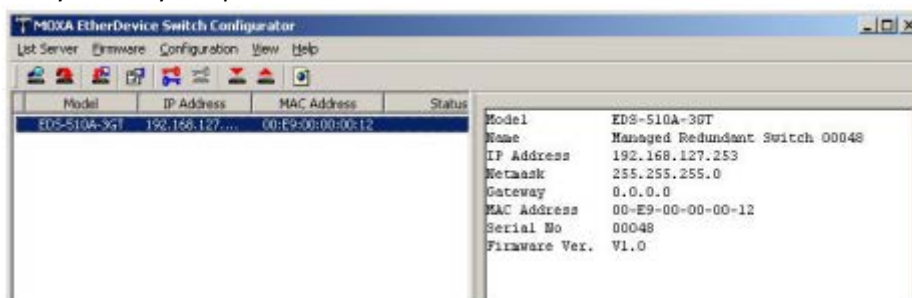 MOXA EtherDevice Switch Configurator
List Server Firmware Configuration View Help
Model IP Address MAC Address Status
EDS-510A-3GT 192.168.127.... 00:E9:00:00:00:12
Model EDS-510A-3GT
Name Managed Redundant Switch 00048
IP Address 192.168.127.253
Netmask 255.255.255.0
Gateway 0.0.0.0
MAC Address 00-E9-00-00-00-12
Serial No 00048
Firmware Ver. V1.0